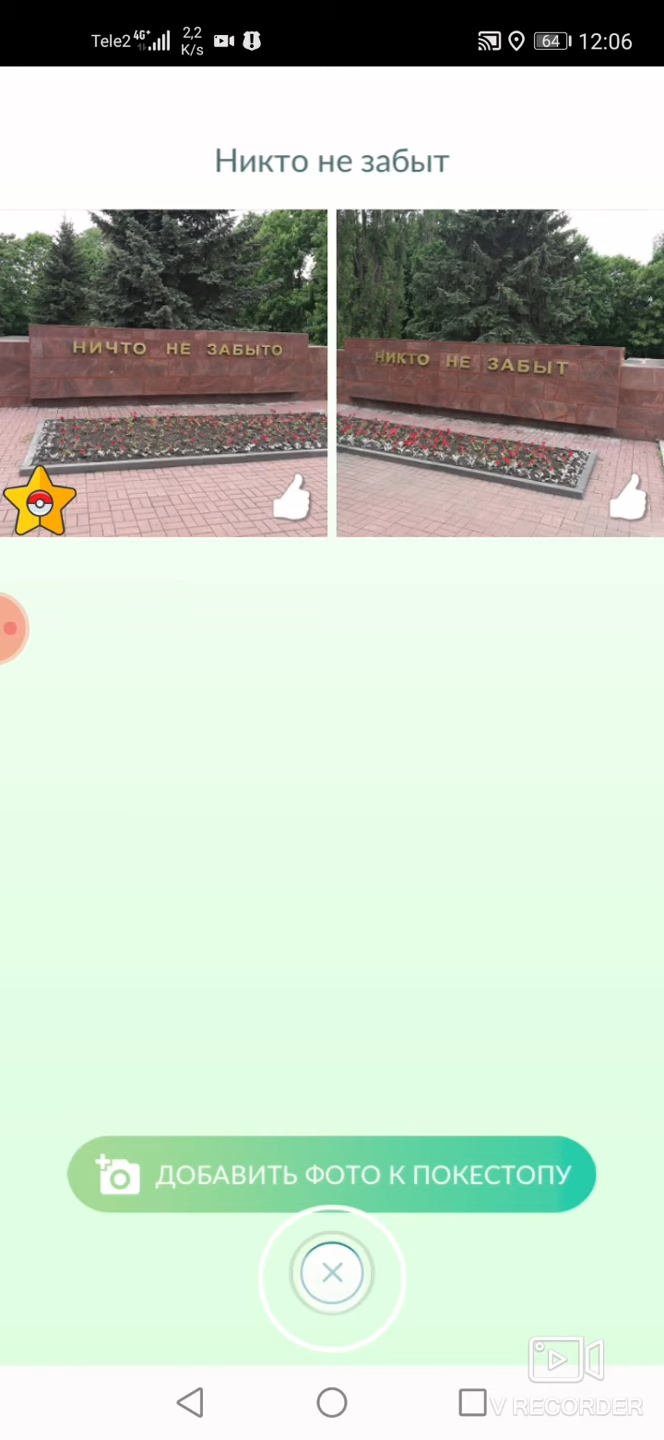 Tele2 4G+ 2,2 K/s 64 12:06
Никто не забыт
НИЧТО НЕ ЗАБЫТО
НИКТО НЕ ЗАБЫТ
ДОБАВИТЬ ФОТО К ПОКЕСТОПУ
V RECORDER